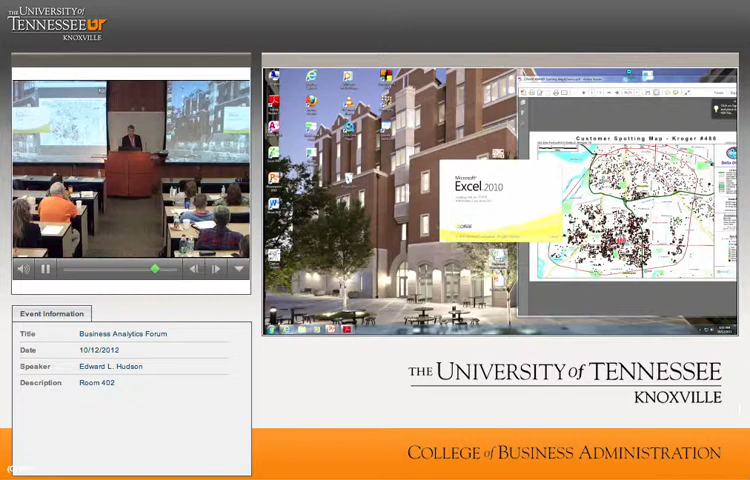 THE UNIVERSITY of
TENNESSEE UT
KNOXVILLE
Customer Spotting Map - Kroger #486
Microsoft
Excel 2010
Event Information
Title Business Analytics Forum
Date 10/12/2012
Speaker Edward L. Hudson
Description Room 402
THE UNIVERSITY of TENNESSEE
KNOXVILLE
COLLEGE of BUSINESS ADMINISTRATION